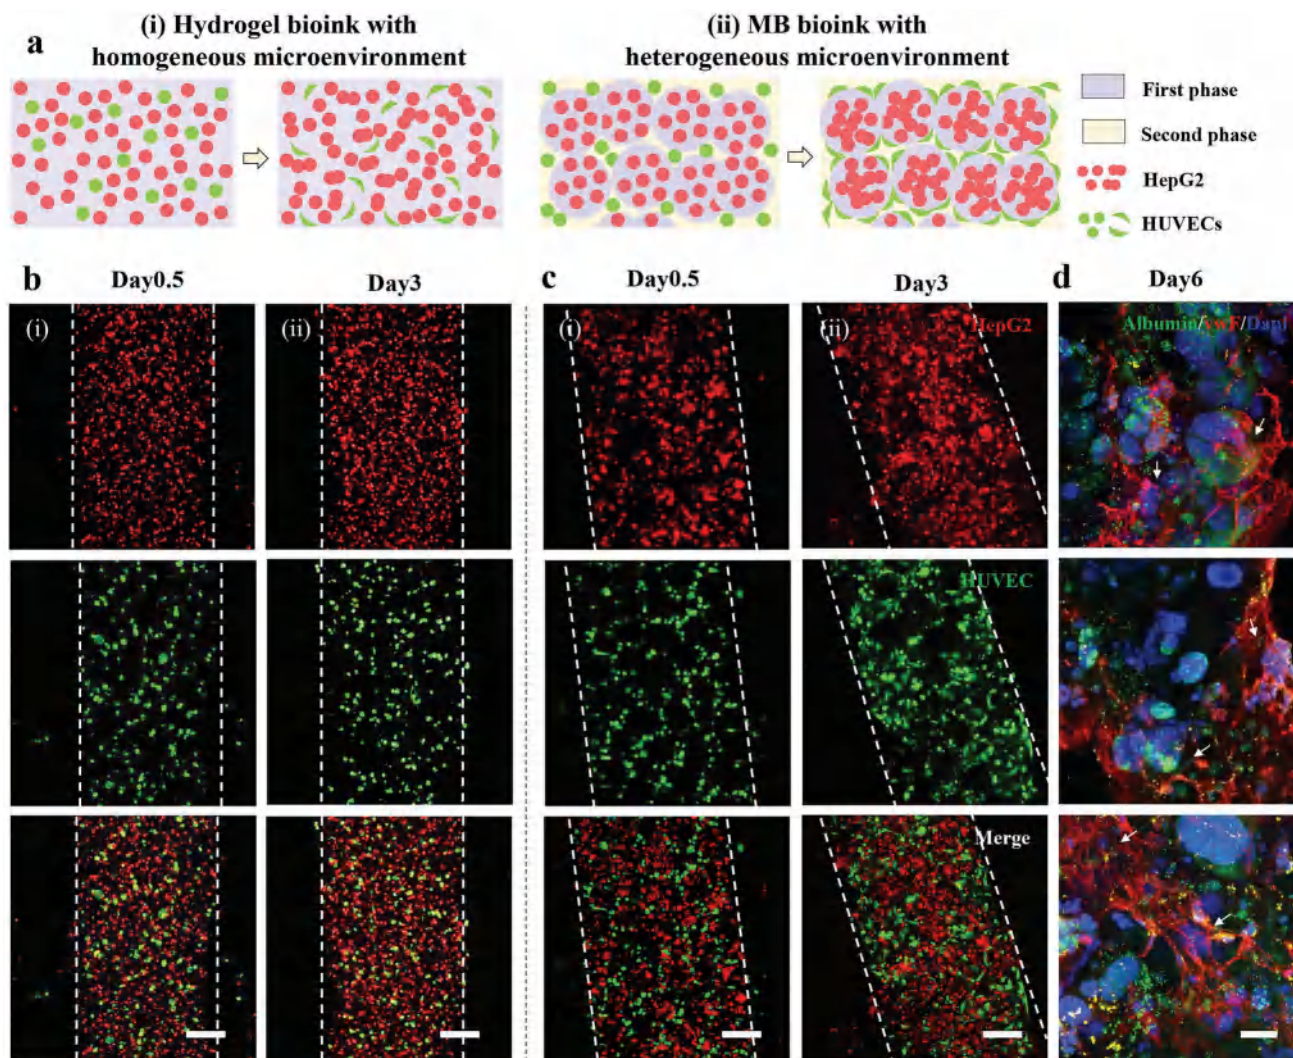 a
(i) Hydrogel bioink with
homogeneous microenvironment
(ii) MB bioink with
heterogeneous microenvironment
First phase
Second phase
HepG2
HUVECs
b
Day0.5
Day3
c
Day0.5
Day3
d
Day6
(i)
(ii)
(i)
(ii)
HepG2
Albumin/vwF/Dapi
HUVEC
Merge